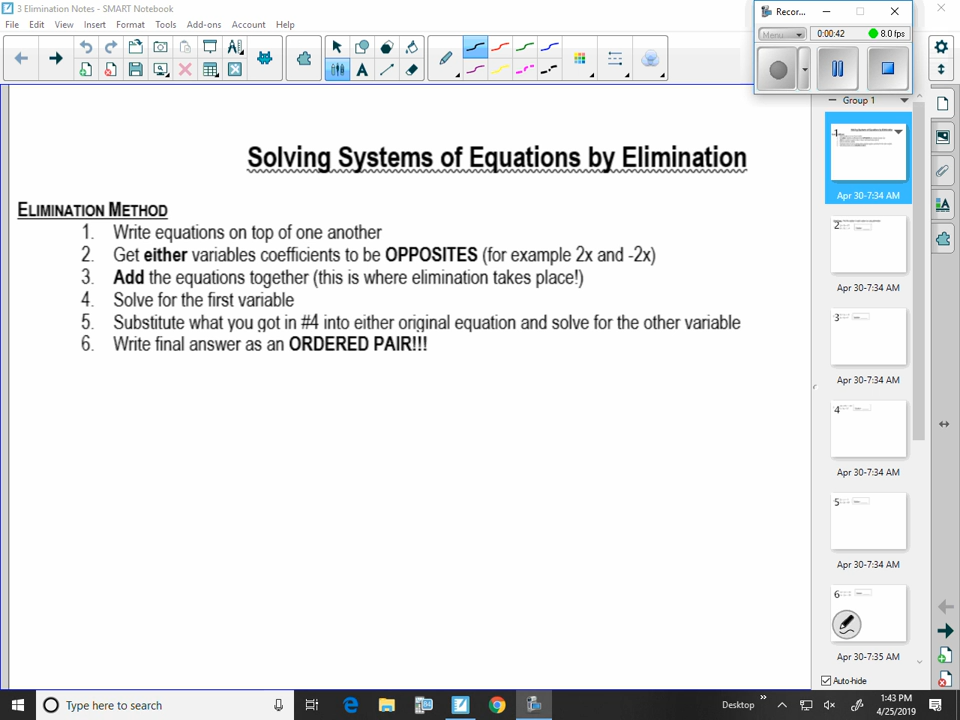 3 Elimination Notes - SMART Notebook
File Edit View Insert Format Tools Add-ons Account Help
Recor...
Menu 0:00:42 8.0 fps
Group 1
Solving Systems of Equations by Elimination
ELIMINATION METHOD
1. Write equations on top of one another
2. Get either variables coefficients to be OPPOSITES (for example 2x and -2x)
3. Add the equations together (this is where elimination takes place!)
4. Solve for the first variable
5. Substitute what you got in #4 into either original equation and solve for the other variable
6. Write final answer as an ORDERED PAIR!!!
1
Apr 30-7:34 AM
2
Apr 30-7:34 AM
3
Apr 30-7:34 AM
4
Apr 30-7:34 AM
5
Apr 30-7:34 AM
6
Apr 30-7:35 AM
Auto-hide
Type here to search
Desktop
1:43 PM
4/25/2019